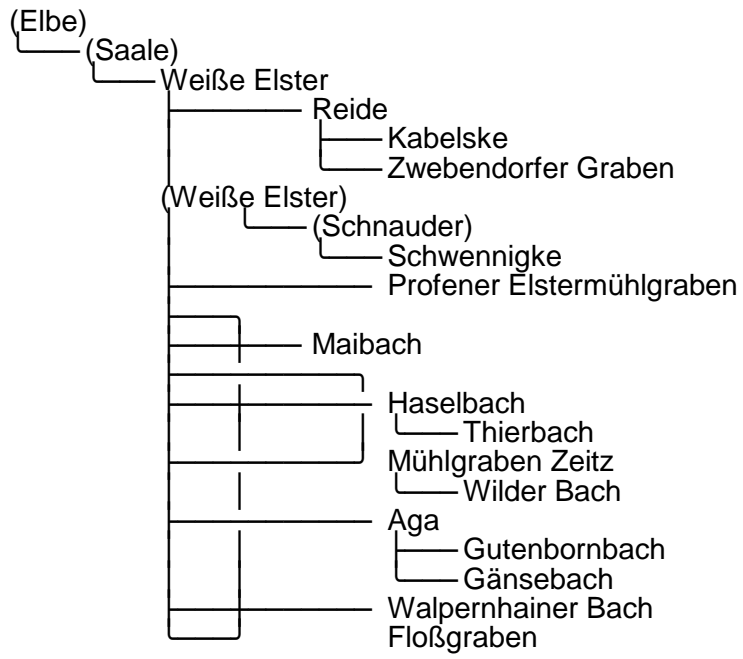 (Elbe)
(Saale)
Weiße Elster
Reide
Kabelske
Zwebendorfer Graben
(Weiße Elster)
(Schnauder)
Schwennigke
Profener Elstermühlgraben
Maibach
Haselbach
Thierbach
Mühlgraben Zeitz
Wilder Bach
Aga
Gutenbornbach
Gänsebach
Walpernhainer Bach
Floßgraben